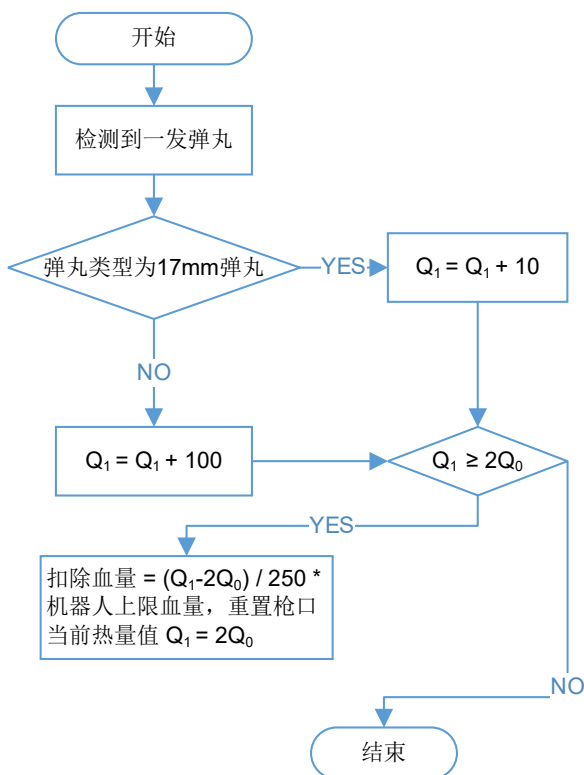 开始
检测到一发弹丸
弹丸类型为17mm弹丸
YES
Q₁ = Q₁ + 10
NO
Q₁ = Q₁ + 100
Q₁ ≥ 2Q₀
YES
扣除血量 = (Q₁-2Q₀) / 250 *
机器人上限血量，重置枪口
当前热量值 Q₁ = 2Q₀
NO
结束